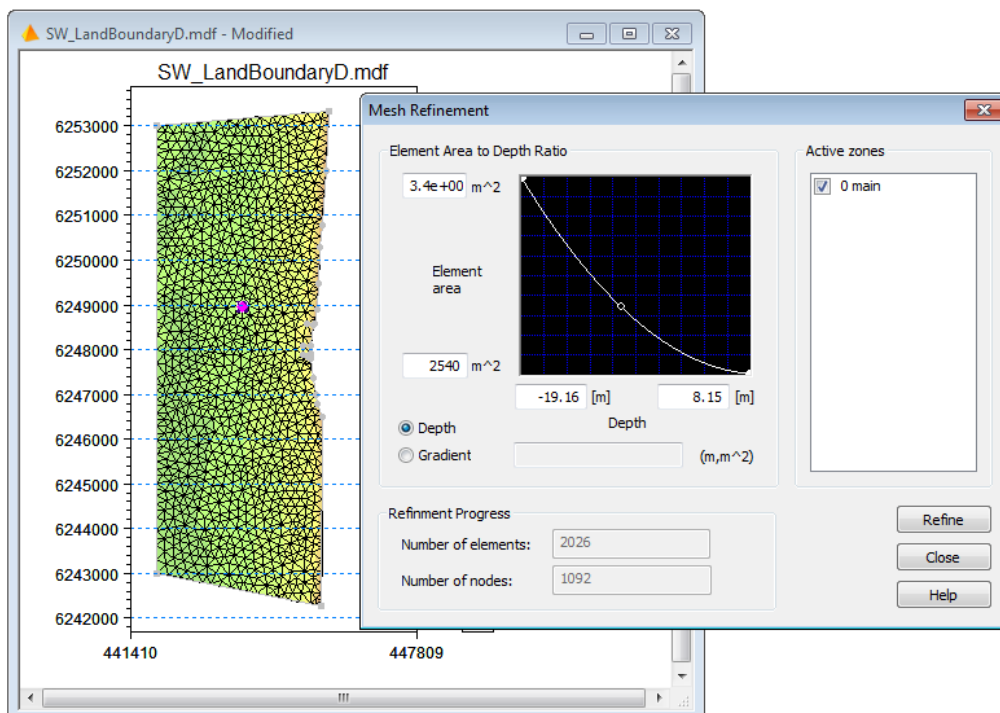 SW_LandBoundaryD.mdf - Modified
SW_LandBoundaryD.mdf
6253000
6252000
6251000
6250000
6249000
6248000
6247000
6246000
6245000
6244000
6243000
6242000
441410 447809
Mesh Refinement
Element Area to Depth Ratio
3.4e+00 m^2
Element
area
2540 m^2
-19.16 [m] 8.15 [m]
Depth
Depth
Gradient (m,m^2)
Active zones
0 main
Refinment Progress
Number of elements: 2026
Number of nodes: 1092
Refine
Close
Help